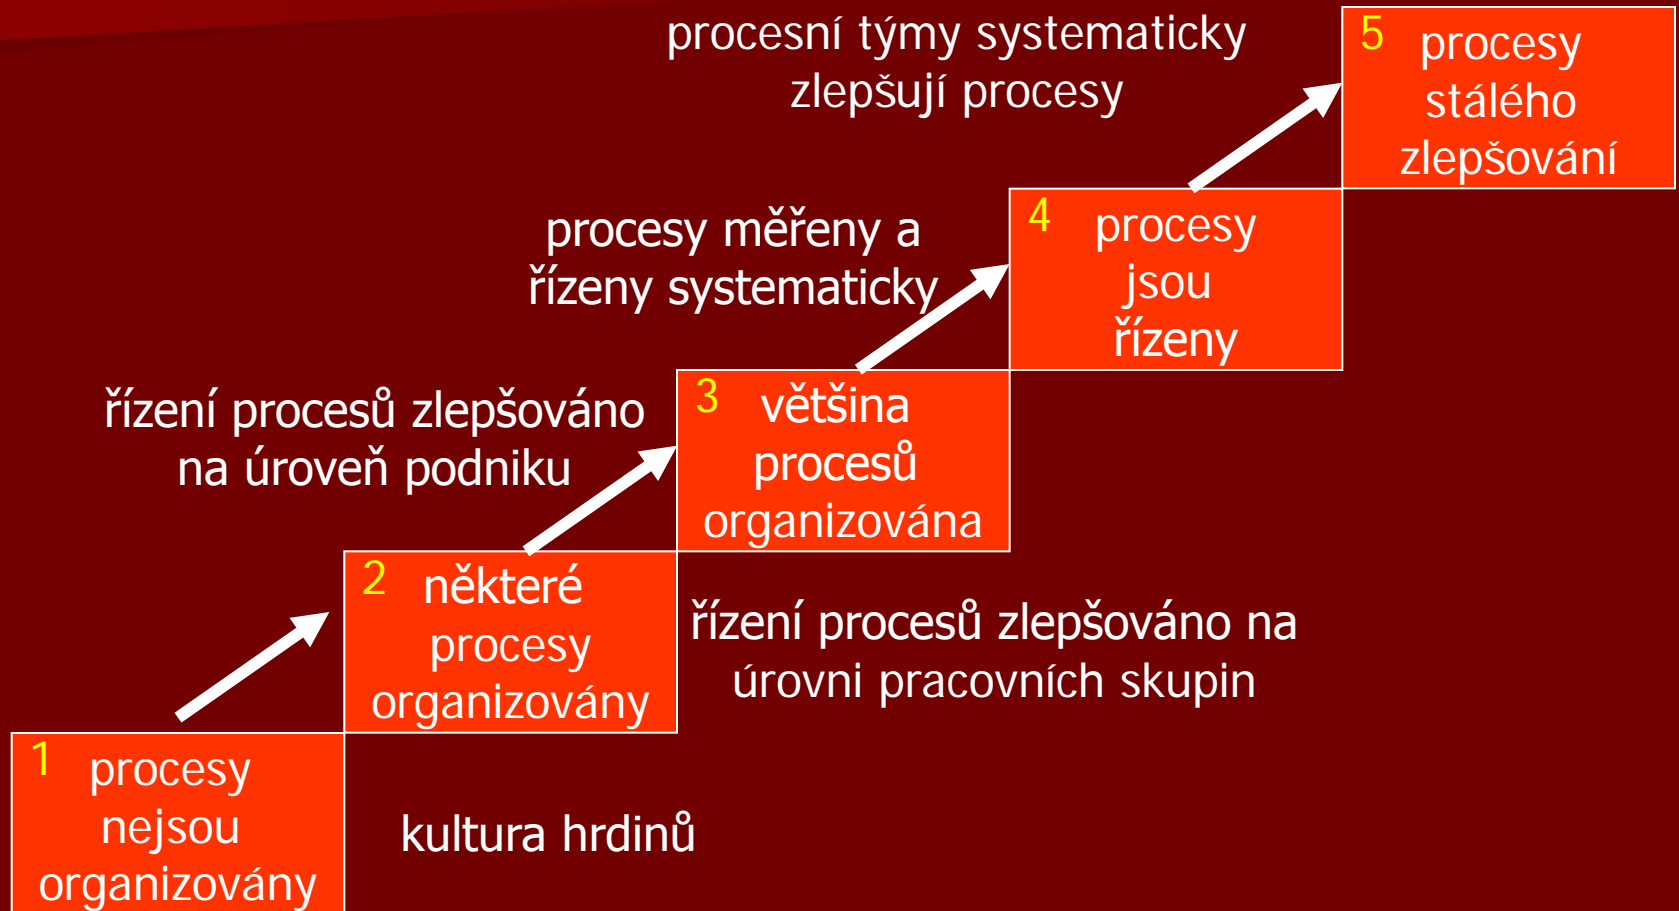 procesní týmy systematicky
zlepšují procesy
5 procesy
stálého
zlepšování
procesy měřeny a
řízeny systematicky
4 procesy
jsou
řízeny
řízení procesů zlepšováno
na úroveň podniku
3 většina
procesů
organizována
2 některé
procesy
organizovány
řízení procesů zlepšováno na
úrovni pracovních skupin
1 procesy
nejsou
organizovány
kultura hrdinů